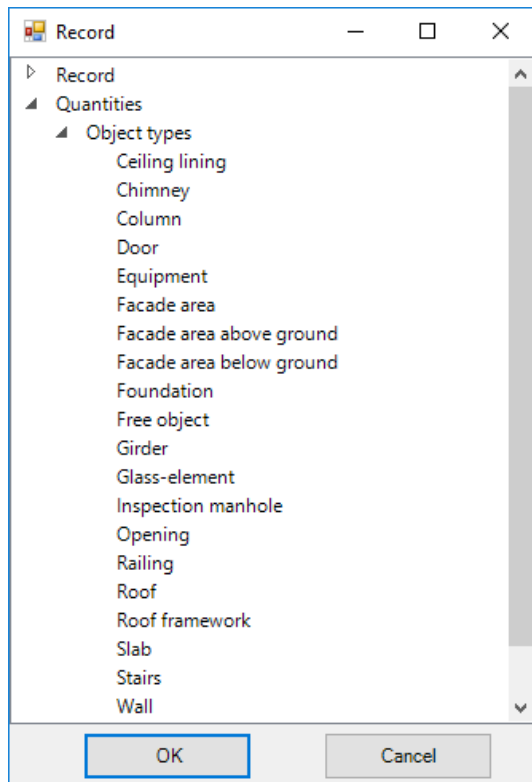 Record
Record
Quantities
Object types
Ceiling lining
Chimney
Column
Door
Equipment
Facade area
Facade area above ground
Facade area below ground
Foundation
Free object
Girder
Glass-element
Inspection manhole
Opening
Railing
Roof
Roof framework
Slab
Stairs
Wall
OK Cancel